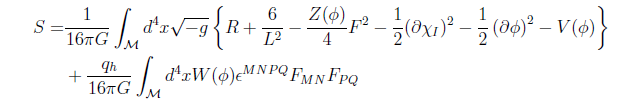 S = \frac{1}{16\pi G} \int_{\mathcal{M}} d^4x \sqrt{-g} \left\{ R + \frac{6}{L^2} - \frac{Z(\phi)}{4} F^2 - \frac{1}{2} (\partial\chi_I)^2 - \frac{1}{2} (\partial\phi)^2 - V(\phi) \right\}
+ \frac{q_h}{16\pi G} \int_{\mathcal{M}} d^4x W(\phi) \epsilon^{MNPQ} F_{MN} F_{PQ}